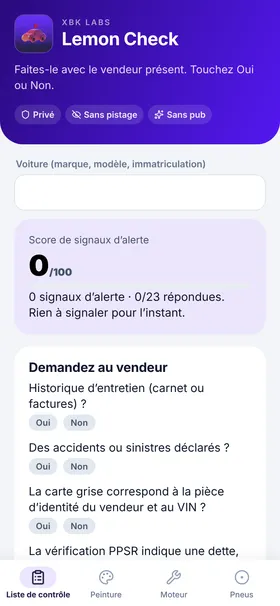 XBK LABS
Lemon Check
Faites-le avec le vendeur présent. Touchez Oui
ou Non.
Privé
Sans pistage
Sans pub
Voiture (marque, modèle, immatriculation)
Score de signaux d’alerte
0/100
0 signaux d’alerte · 0/23 répondues.
Rien à signaler pour l’instant.
Demandez au vendeur
Historique d’entretien (carnet ou
factures) ?
Oui Non
Des accidents ou sinistres déclarés ?
Oui Non
La carte grise correspond à la pièce
d’identité du vendeur et au VIN ?
Oui Non
La vérification PPSR indique une dette,
Liste de contrôle
Peinture
Moteur
Pneus